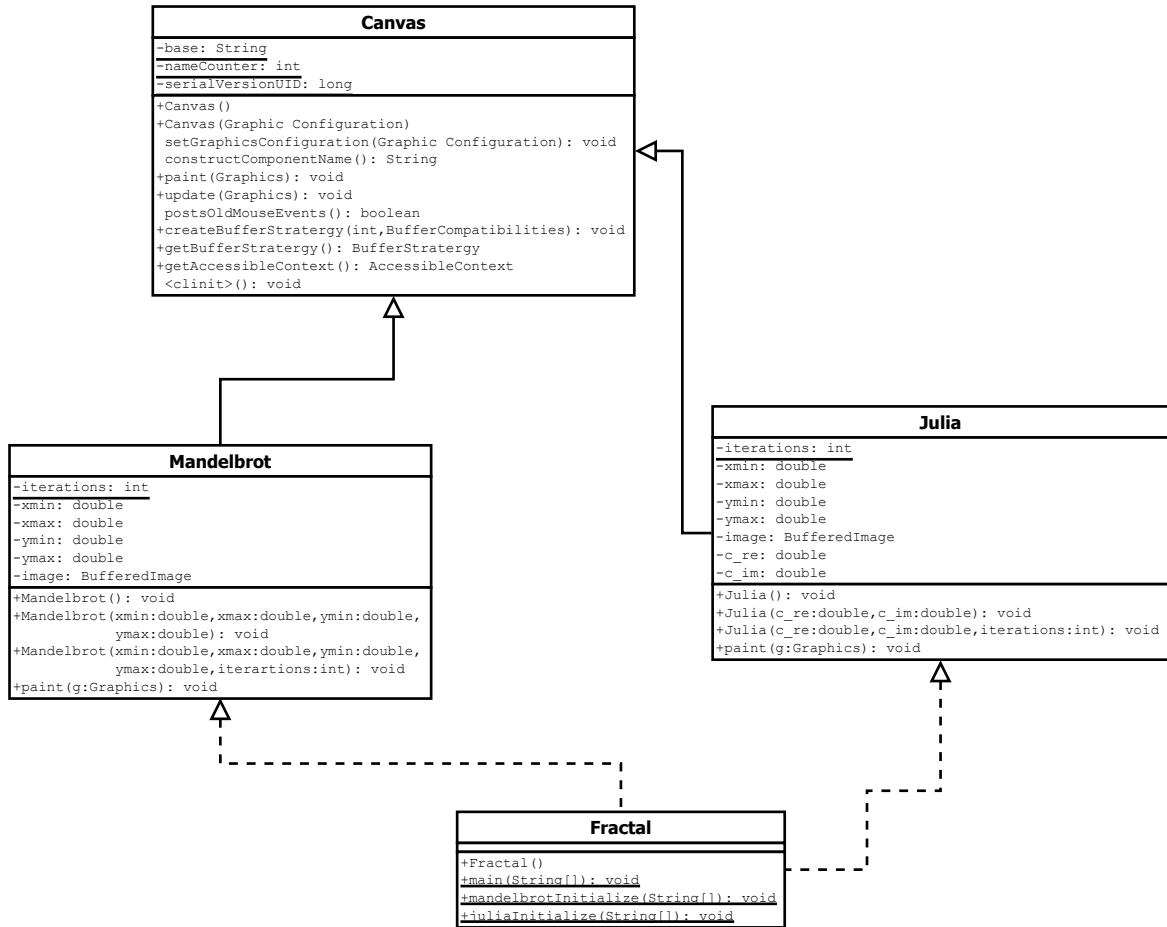 Canvas
-base: String
-nameCounter: int
-serialVersionUID: long
+Canvas()
+Canvas(Graphic Configuration)
setGraphicsConfiguration(Graphic Configuration): void
constructComponentName(): String
+paint(Graphics): void
+update(Graphics): void
postsOldMouseEvents(): boolean
+createBufferStratergy(int,BufferCompatibilities): void
+getBufferStratergy(): BufferStratergy
+getAccessibleContext(): AccessibleContext
<clinit>(): void
Mandelbrot
-iterations: int
-xmin: double
-xmax: double
-ymin: double
-ymax: double
-image: BufferedImage
+Mandelbrot(): void
+Mandelbrot(xmin:double,xmax:double,ymin:double,
ymax:double): void
+Mandelbrot(xmin:double,xmax:double,ymin:double,
ymax:double,iterartions:int): void
+paint(g:Graphics): void
Julia
-iterations: int
-xmin: double
-xmax: double
-ymin: double
-ymax: double
-image: BufferedImage
-c_re: double
-c_im: double
+Julia(): void
+Julia(c_re:double,c_im:double): void
+Julia(c_re:double,c_im:double,iterations:int): void
+paint(g:Graphics): void
Fractal
+Fractal()
+main(String[]): void
+mandelbrotInitialize(String[]): void
+juliaInitialize(String[]): void